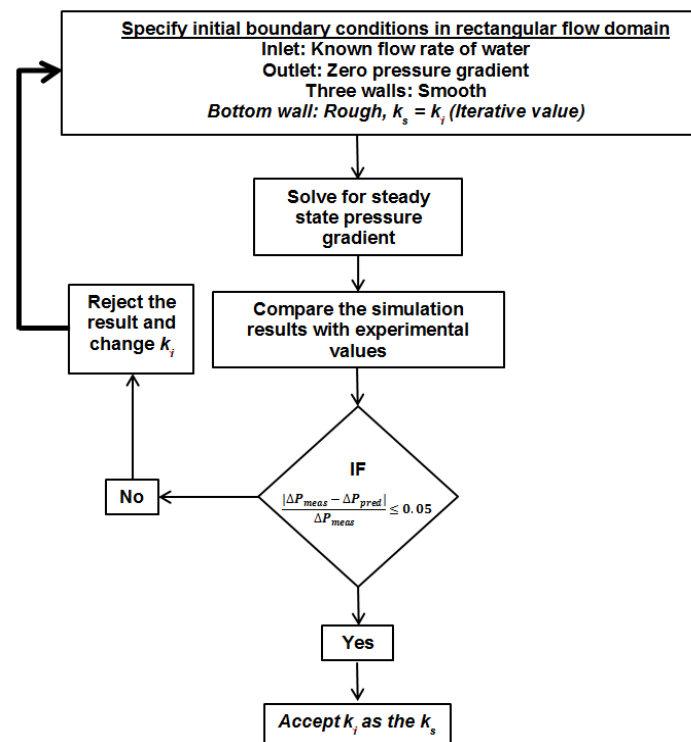 Specify initial boundary conditions in rectangular flow domain
Inlet: Known flow rate of water
Outlet: Zero pressure gradient
Three walls: Smooth
Bottom wall: Rough, kₛ = kᵢ (Iterative value)
Solve for steady
state pressure
gradient
Reject the
result and
change kᵢ
Compare the simulation
results with experimental
values
IF
|ΔP_meas − ΔP_pred|
ΔP_meas
≤ 0.05
No
Yes
Accept kᵢ as the kₛ